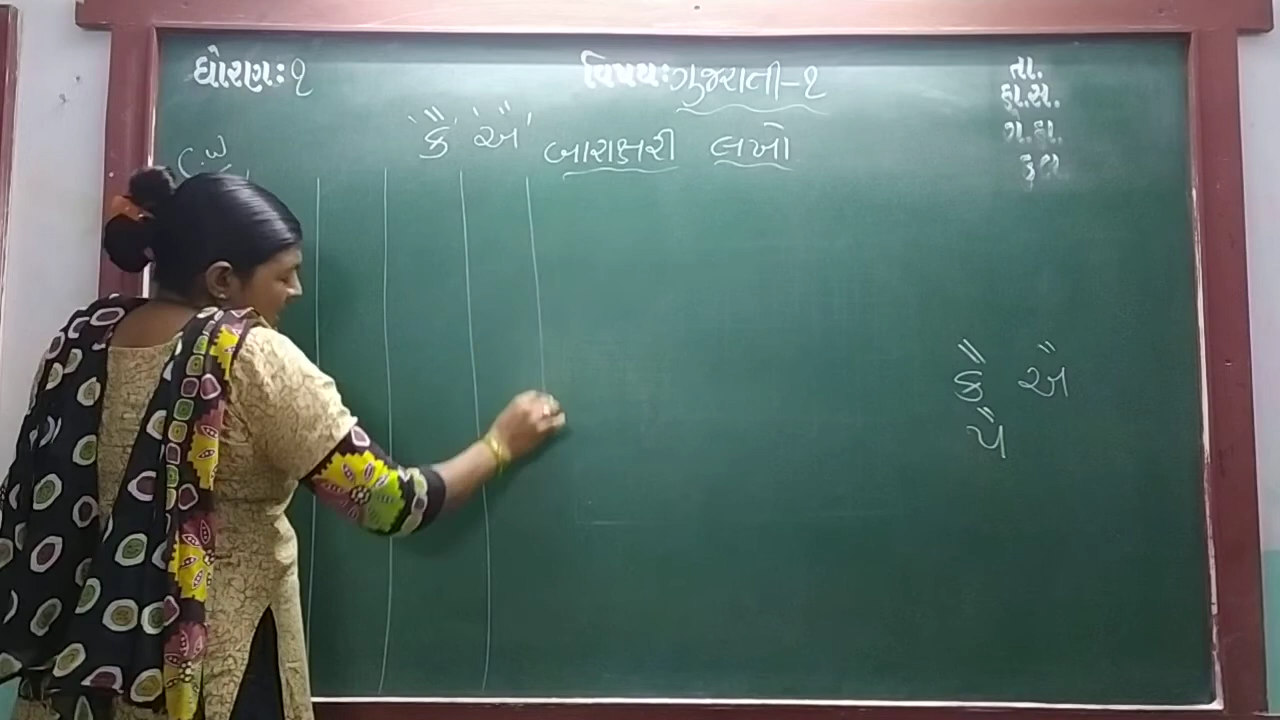 ધોરણ:૧
વિષય:ગુજરાતી-૧
તા.
હા.સં.
ગે.હા.
કુલ
"કૈ 'ઐ' બારાક્ષરી લખો
C.W
કૈ ઐ
પૈ